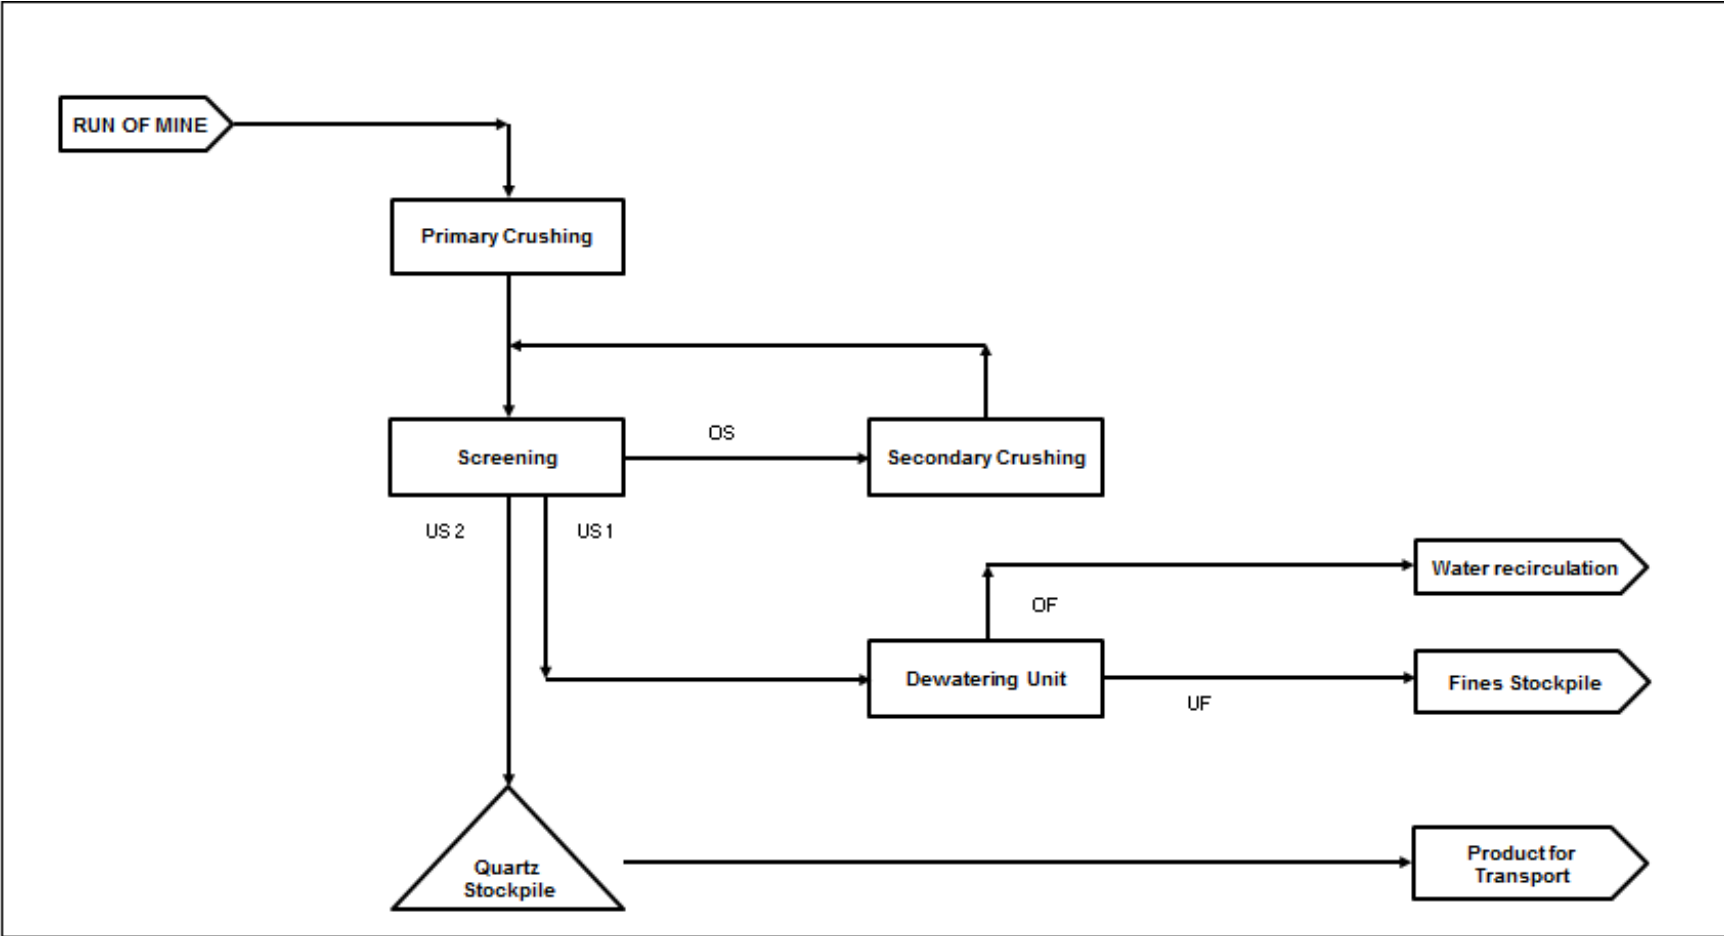 RUN OF MINE
Primary Crushing
OS
Screening
Secondary Crushing
US 2
US 1
Water recirculation
OF
Dewatering Unit
Fines Stockpile
UF
Quartz
Stockpile
Product for
Transport